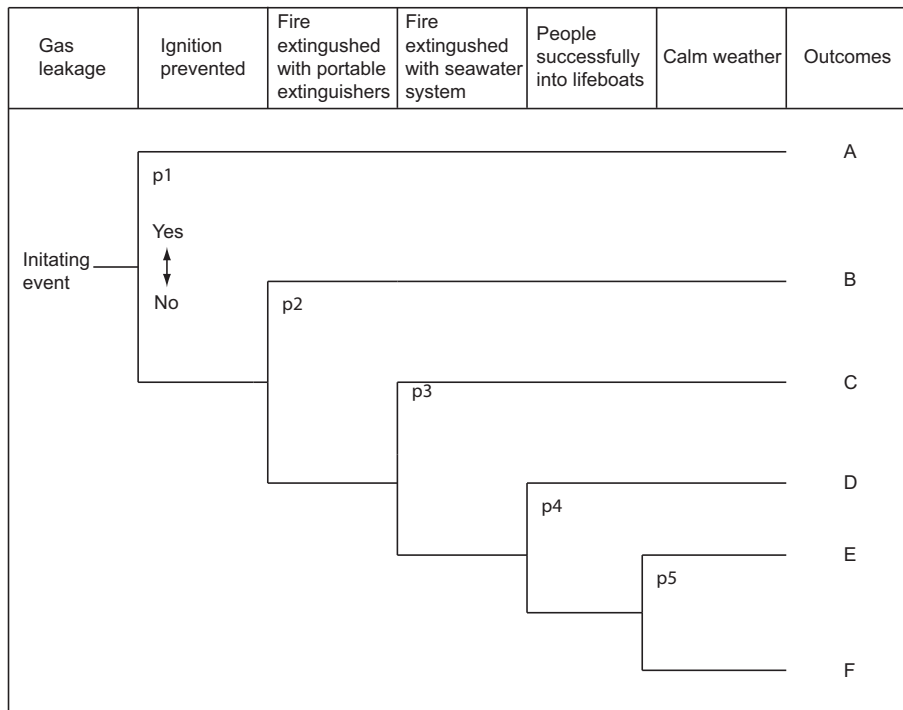 Gas
leakage
Ignition
prevented
Fire
extingushed
with portable
extinguishers
Fire
extingushed
with seawater
system
People
successfully
into lifeboats
Calm weather
Outcomes
A
p1
Yes
Initating
event
No
B
p2
C
p3
D
p4
E
p5
F